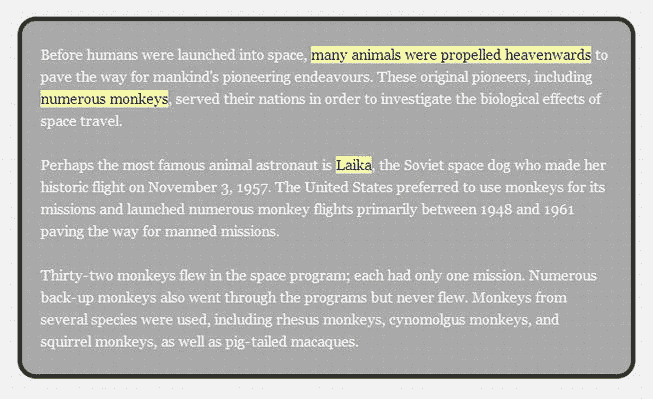 Before humans were launched into space, many animals were propelled heavenwards to
pave the way for mankind's pioneering endeavours. These original pioneers, including
numerous monkeys, served their nations in order to investigate the biological effects of
space travel.
Perhaps the most famous animal astronaut is Laika, the Soviet space dog who made her
historic flight on November 3, 1957. The United States preferred to use monkeys for its
missions and launched numerous monkey flights primarily between 1948 and 1961
paving the way for manned missions.
Thirty-two monkeys flew in the space program; each had only one mission. Numerous
back-up monkeys also went through the programs but never flew. Monkeys from
several species were used, including rhesus monkeys, cynomolgus monkeys, and
squirrel monkeys, as well as pig-tailed macaques.